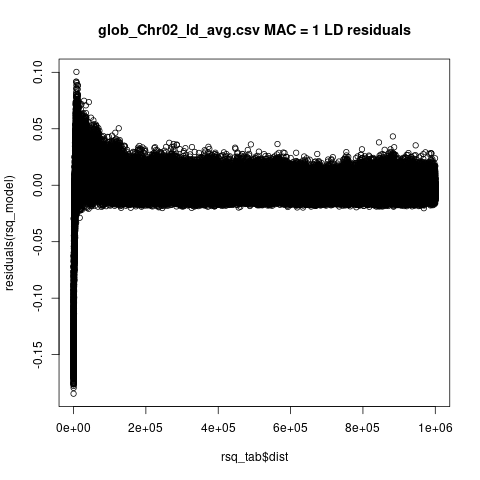 glob_Chr02_ld_avg.csv MAC = 1 LD residuals
0.10
0.05
0.00
-0.05
-0.10
-0.15
residuals(rsq_model)
0e+00 2e+05 4e+05 6e+05 8e+05 1e+06
rsq_tab$dist